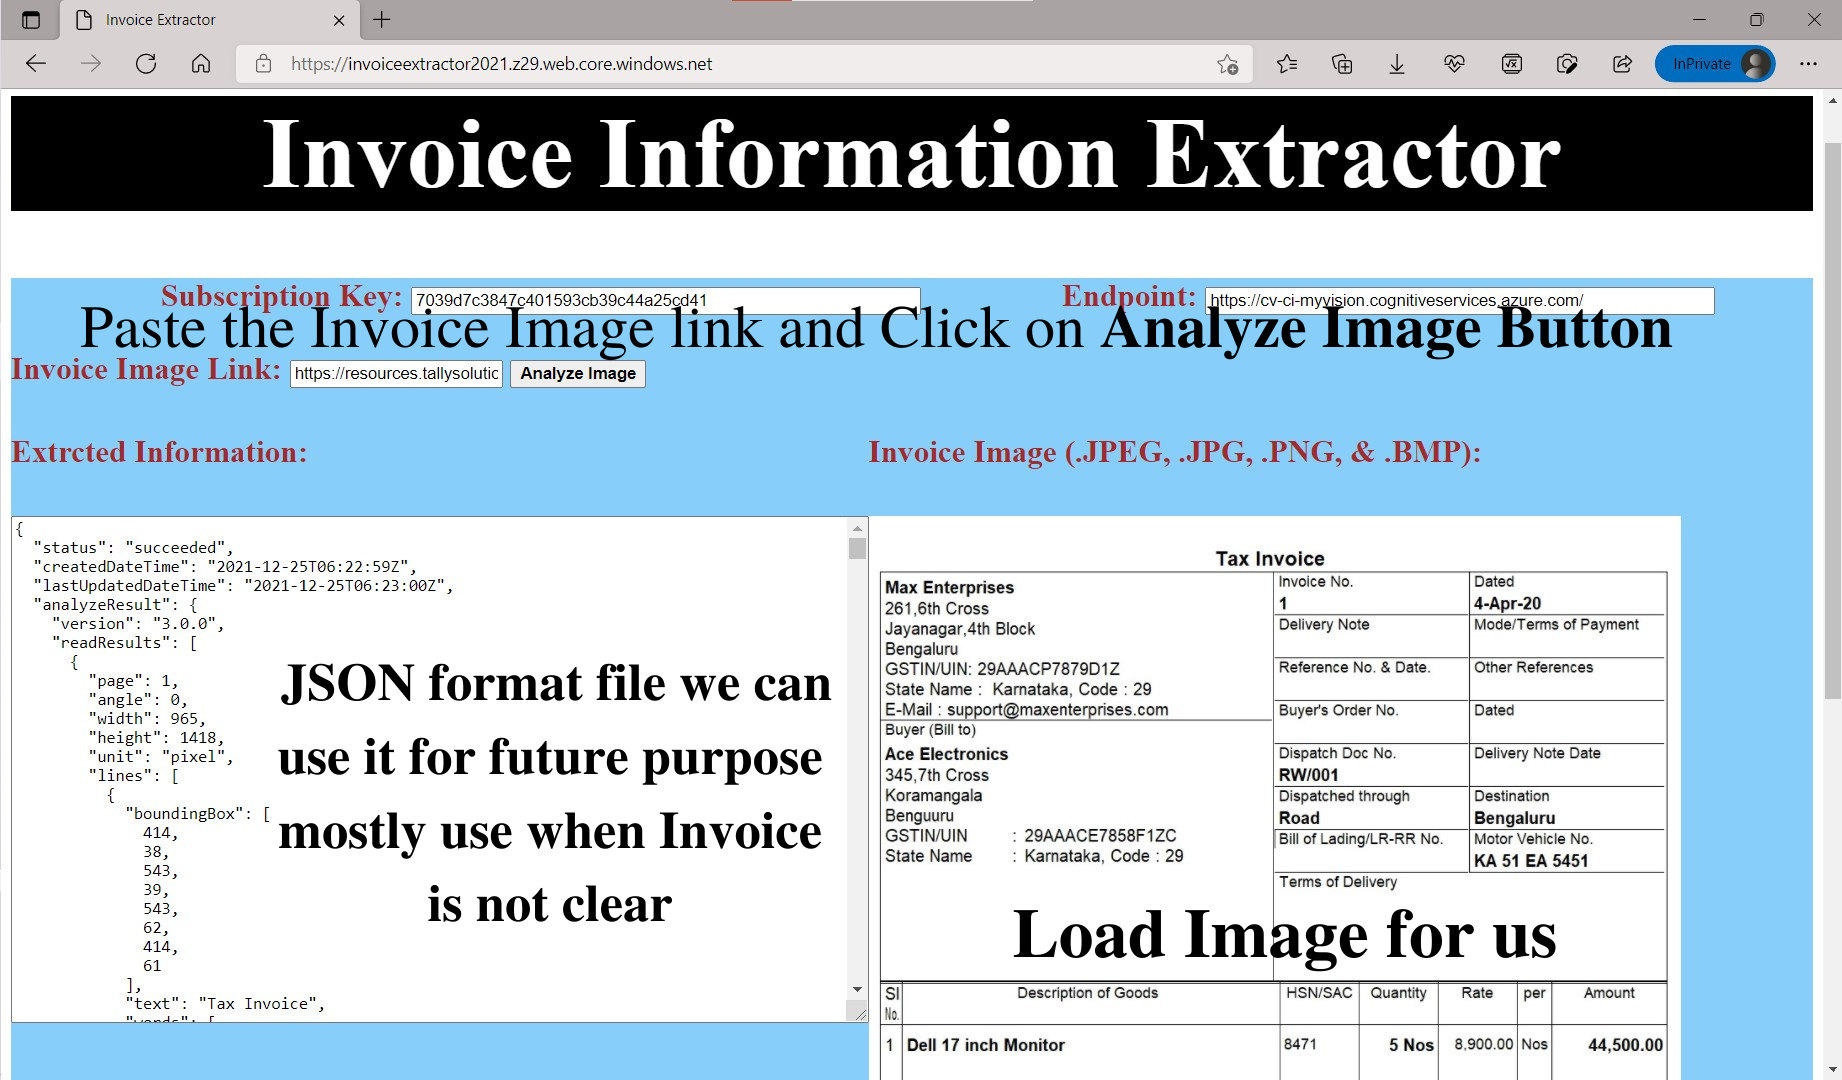 Invoice Extractor
https://invoiceextractor2021.z29.web.core.windows.net
InPrivate
Invoice Information Extractor
Subscription Key: 7039d7c3847c401593cb39c44a25cd41 Endpoint: https://cv-ci-myvision.cognitiveservices.azure.com/
Paste the Invoice Image link and Click on Analyze Image Button
Invoice Image Link: https://resources.tallysolutic Analyze Image
Extrcted Information:
Invoice Image (.JPEG, .JPG, .PNG, & .BMP):
{
"status": "succeeded",
"createdDateTime": "2021-12-25T06:22:59Z",
"lastUpdatedDateTime": "2021-12-25T06:23:00Z",
"analyzeResult": {
"version": "3.0.0",
"readResults": [
{
"page": 1,
"angle": 0,
"width": 965,
"height": 1418,
"unit": "pixel",
"lines": [
{
"boundingBox": [
414,
38,
543,
39,
543,
62,
414,
61
],
"text": "Tax Invoice",
"words": [
JSON format file we can
use it for future purpose
mostly use when Invoice
is not clear
Tax Invoice
Max Enterprises
261,6th Cross
Jayanagar,4th Block
Bengaluru
GSTIN/UIN: 29AAACP7879D1Z
State Name : Karnataka, Code : 29
E-Mail : support@maxenterprises.com
Buyer (Bill to)
Ace Electronics
345,7th Cross
Koramangala
Benguuru
GSTIN/UIN : 29AAACE7858F1ZC
State Name : Karnataka, Code : 29
Invoice No. Dated
1 4-Apr-20
Delivery Note Mode/Terms of Payment
Reference No. & Date. Other References
Buyer's Order No. Dated
Dispatch Doc No. Delivery Note Date
RW/001
Dispatched through Destination
Road Bengaluru
Bill of Lading/LR-RR No. Motor Vehicle No.
KA 51 EA 5451
Terms of Delivery
Load Image for us
Sl No. Description of Goods HSN/SAC Quantity Rate per Amount
1 Dell 17 inch Monitor 8471 5 Nos 8,900.00 Nos 44,500.00